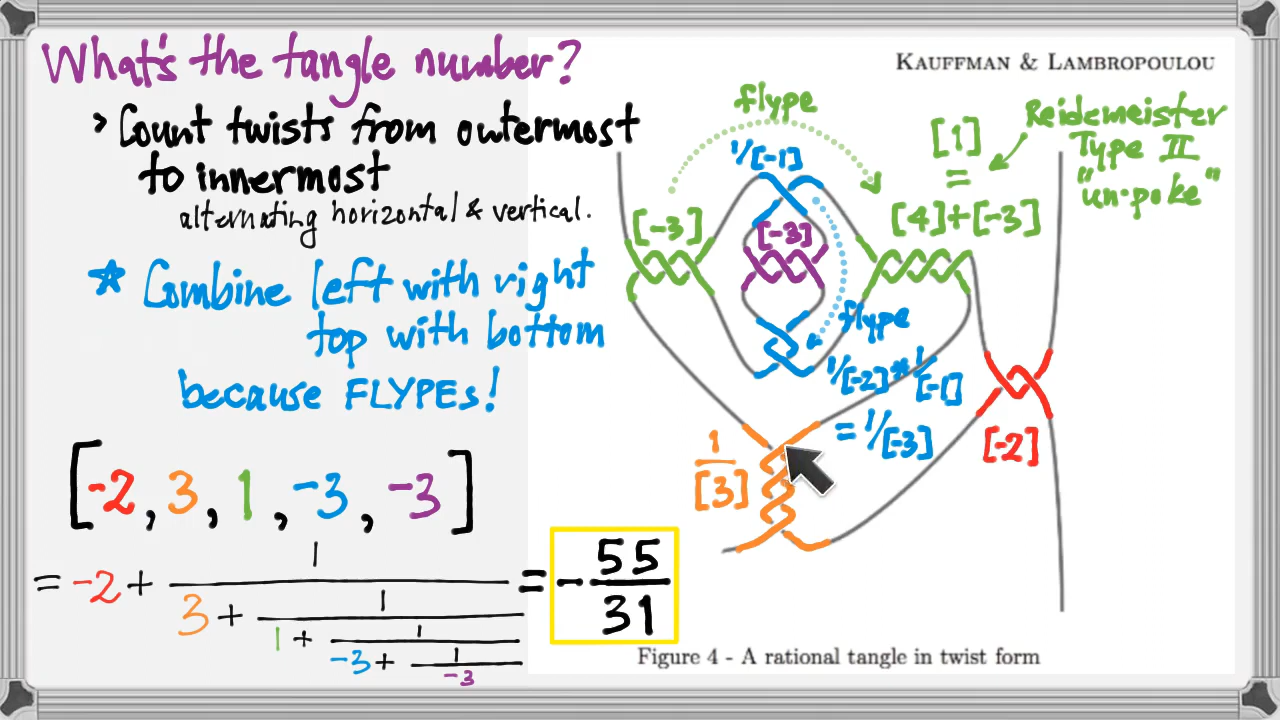 What's the tangle number?
> Count twists from outermost
to innermost
alternating horizontal & vertical.
* Combine left with right
top with bottom
because FLYPEs!
[-2, 3, 1, -3, -3]
= -2 + 1
3 + 1
1 + 1
-3 + 1
-3
= - 55
31
KAUFFMAN & LAMBROPOULOU
flype
Reidemeister
Type II
"un-poke"
[1]
=
[4]+[-3]
1/[-1]
[-3]
[-3]
flype
1/[-2] * 1/[-1]
= 1/[-3]
1
[3]
[-2]
Figure 4 - A rational tangle in twist form